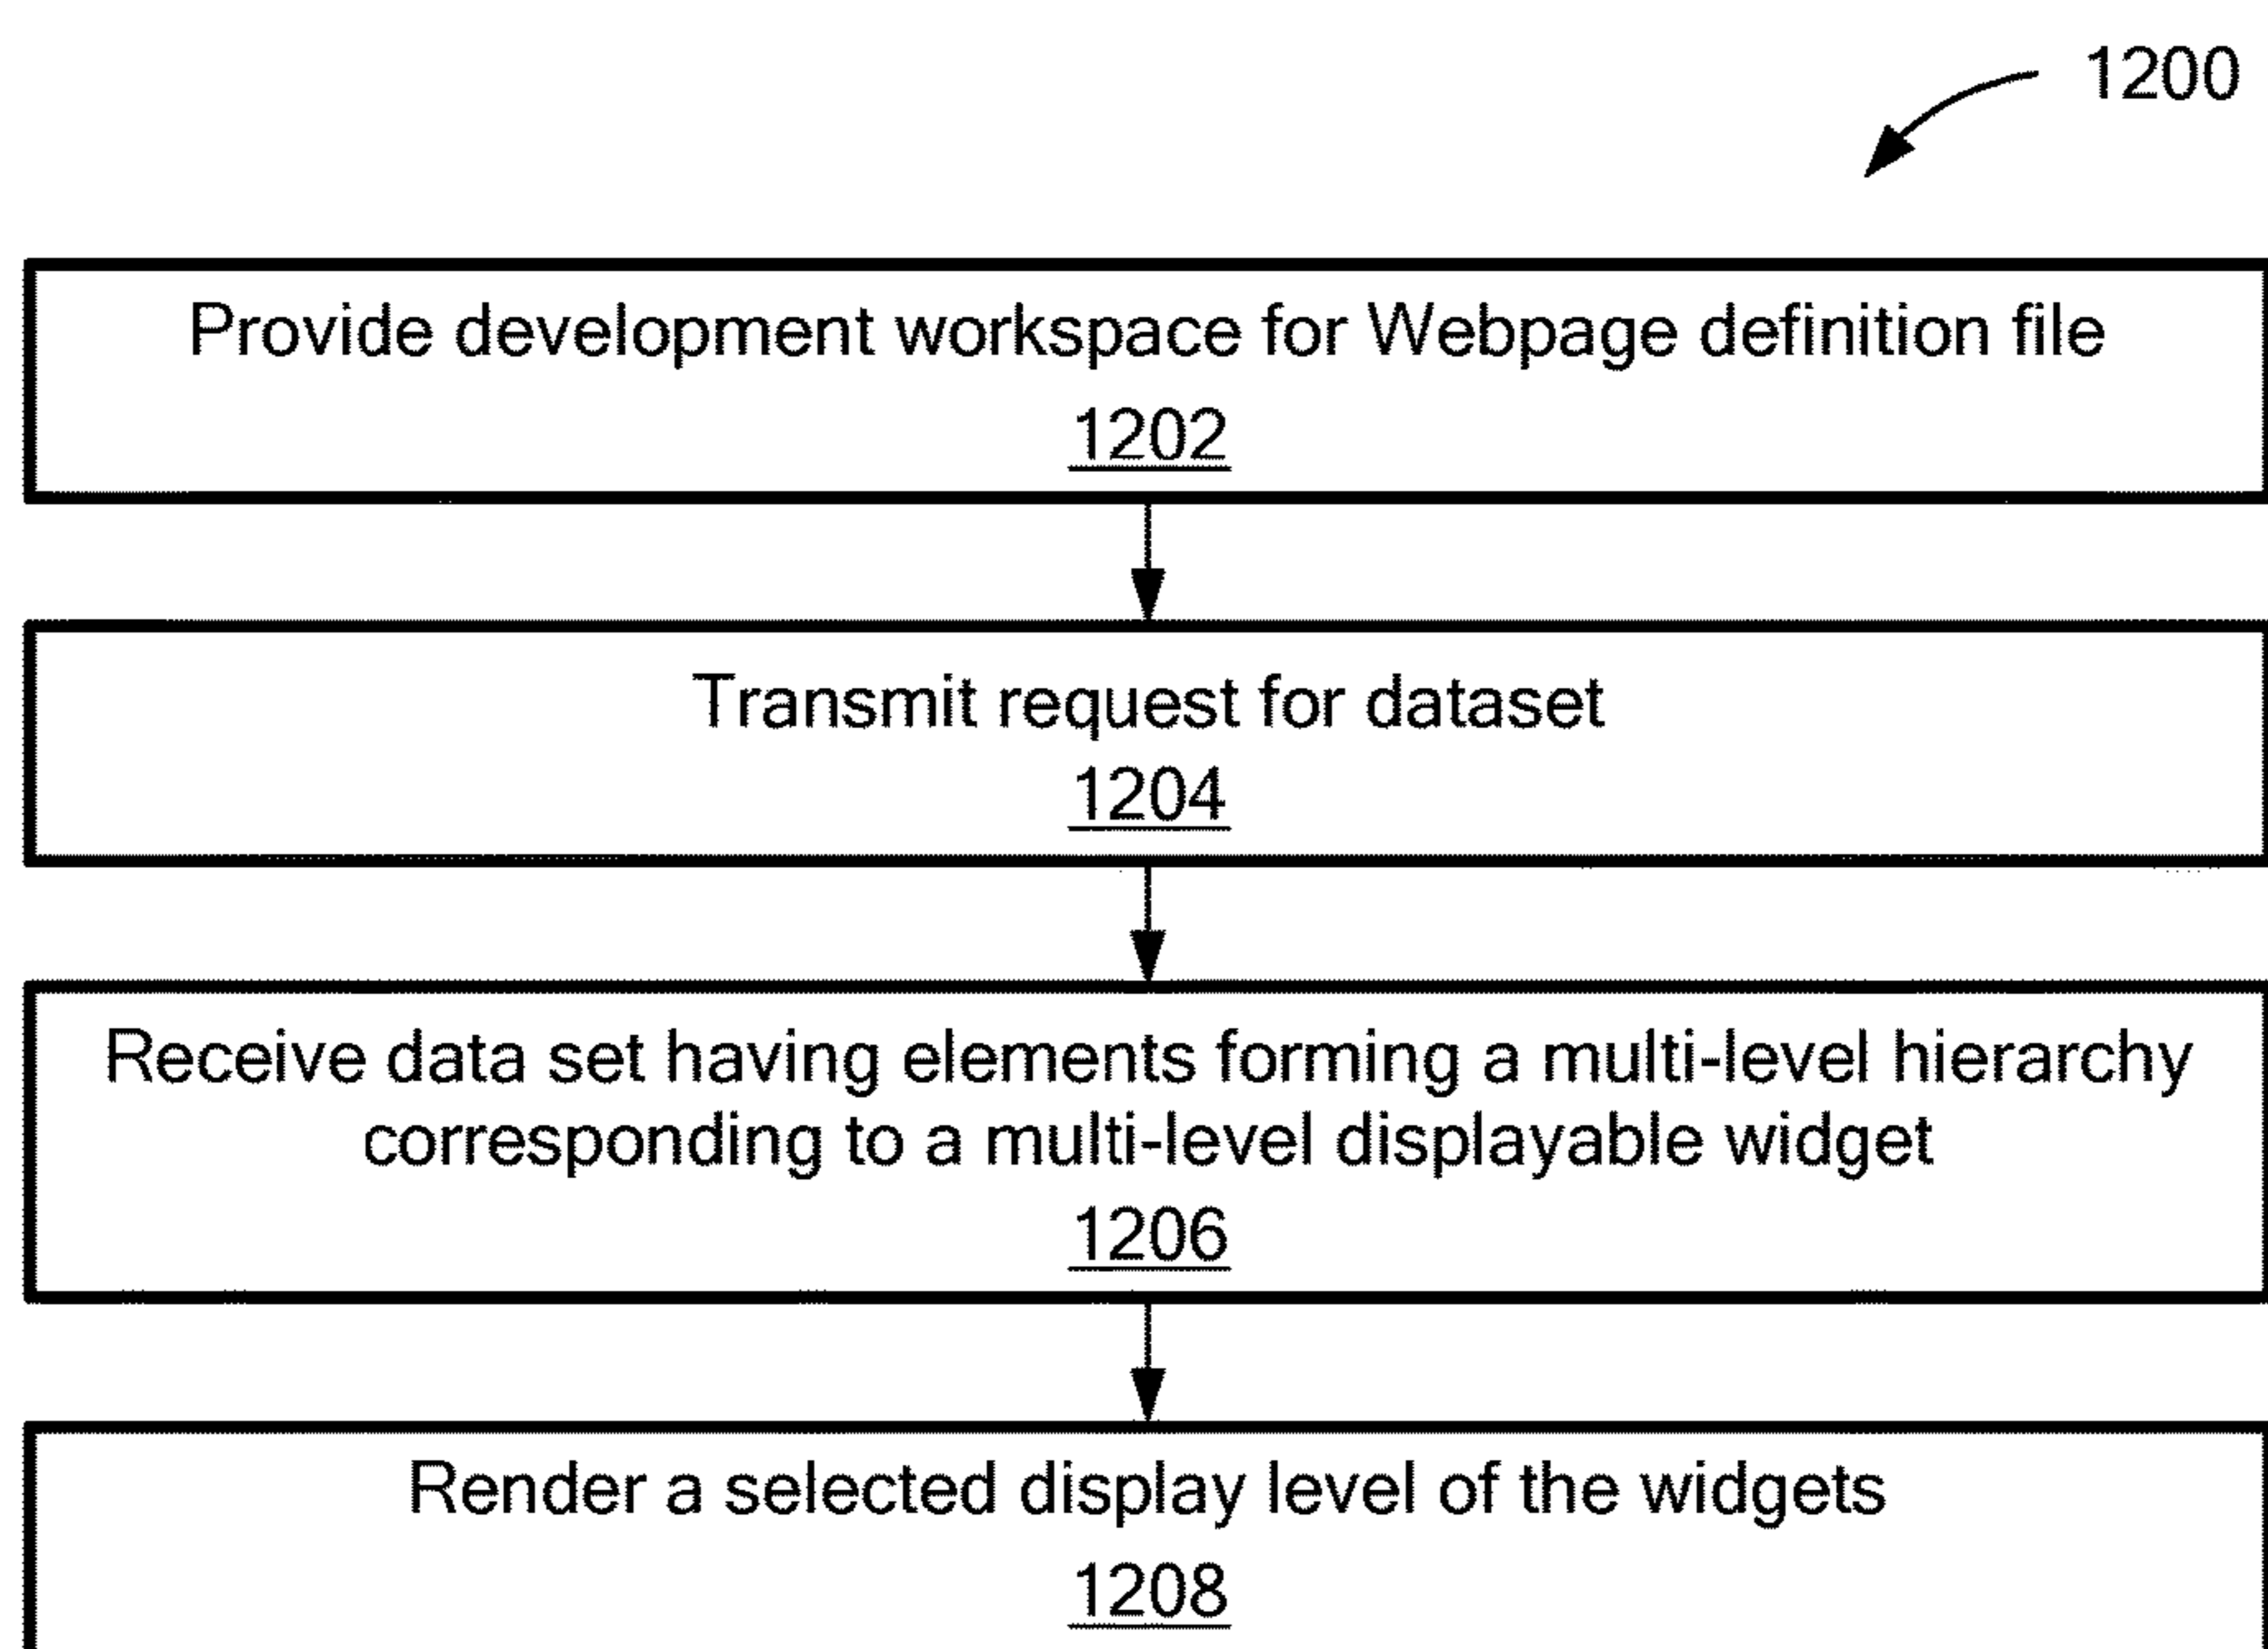 1200
Provide development workspace for Webpage definition file
1202
Transmit request for dataset
1204
Receive data set having elements forming a multi-level hierarchy
corresponding to a multi-level displayable widget
1206
Render a selected display level of the widgets
1208